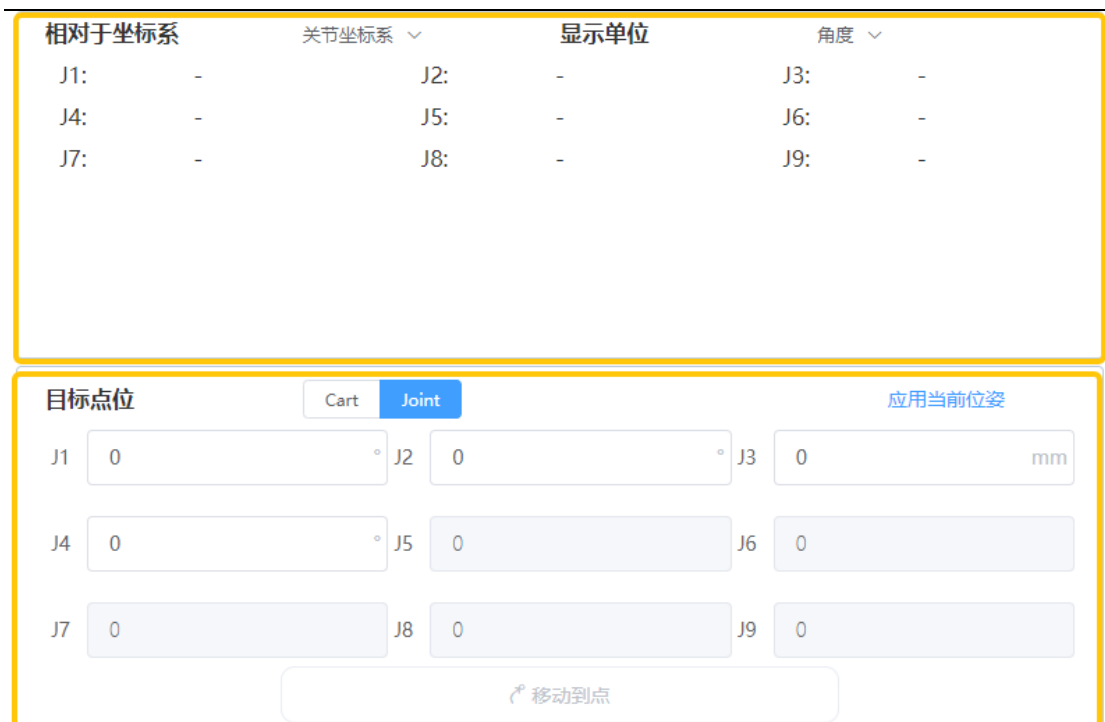 相对于坐标系 关节坐标系 显示单位 角度
J1: - J2: - J3: -
J4: - J5: - J6: -
J7: - J8: - J9: -
目标点位 Cart Joint 应用当前位姿
J1 0 ° J2 0 ° J3 0 mm
J4 0 ° J5 0 J6 0
J7 0 J8 0 J9 0
移动到点